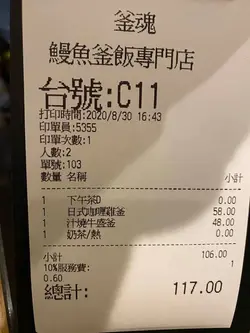 釜魂
鰻魚釜飯專門店
台號:C11
打印時間:2020/8/30 16:43
印單員:5355
印單次數:1
人數:2
單號:103
數量 名稱 小計
1 下午茶D 0.00
1 日式咖喱雞釜 58.00
1 汁燒牛盛釜 48.00
1 奶茶/熱 0.00
小計 106.00
10%服務費: 1
0.60
總計: 117.00